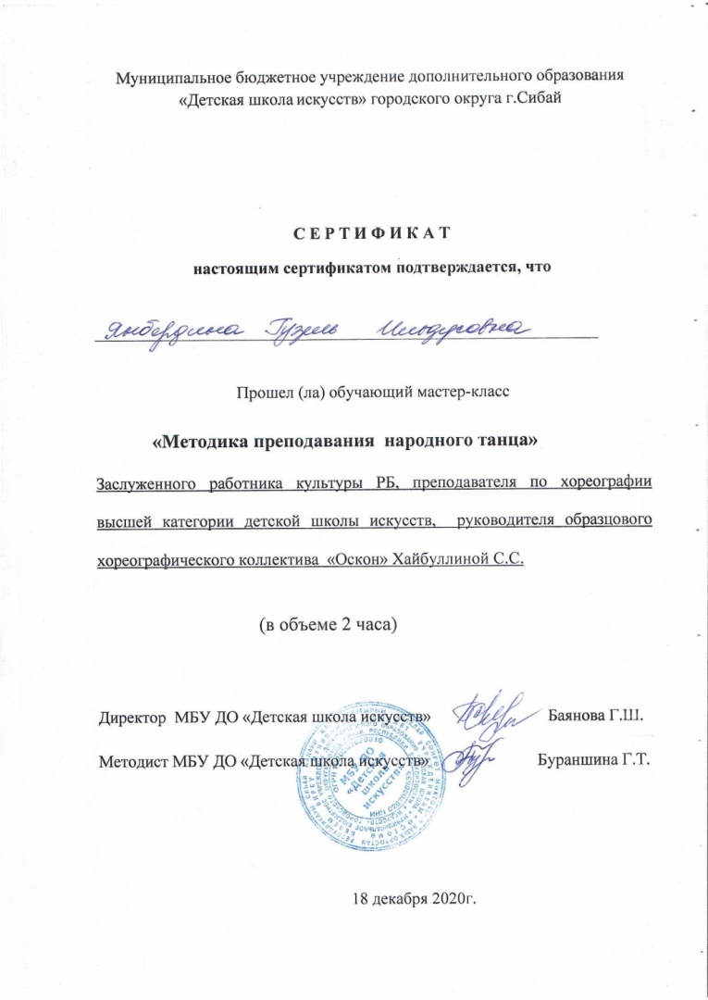 Муниципальное бюджетное учреждение дополнительного образования
«Детская школа искусств» городского округа г.Сибай
С Е Р Т И Ф И К А Т
настоящим сертификатом подтверждается, что
Янбердина Гузель Ильдусовна
Прошел (ла) обучающий мастер-класс
«Методика преподавания народного танца»
Заслуженного работника культуры РБ, преподавателя по хореографии
высшей категории детской школы искусств, руководителя образцового
хореографического коллектива «Оскон» Хайбуллиной С.С.
(в объеме 2 часа)
Директор МБУ ДО «Детская школа искусств» Баянова Г.Ш.
Методист МБУ ДО «Детская школа искусств» Бураншина Г.Т.
МБУ ДО
«Детская
школа
искусств»
18 декабря 2020г.